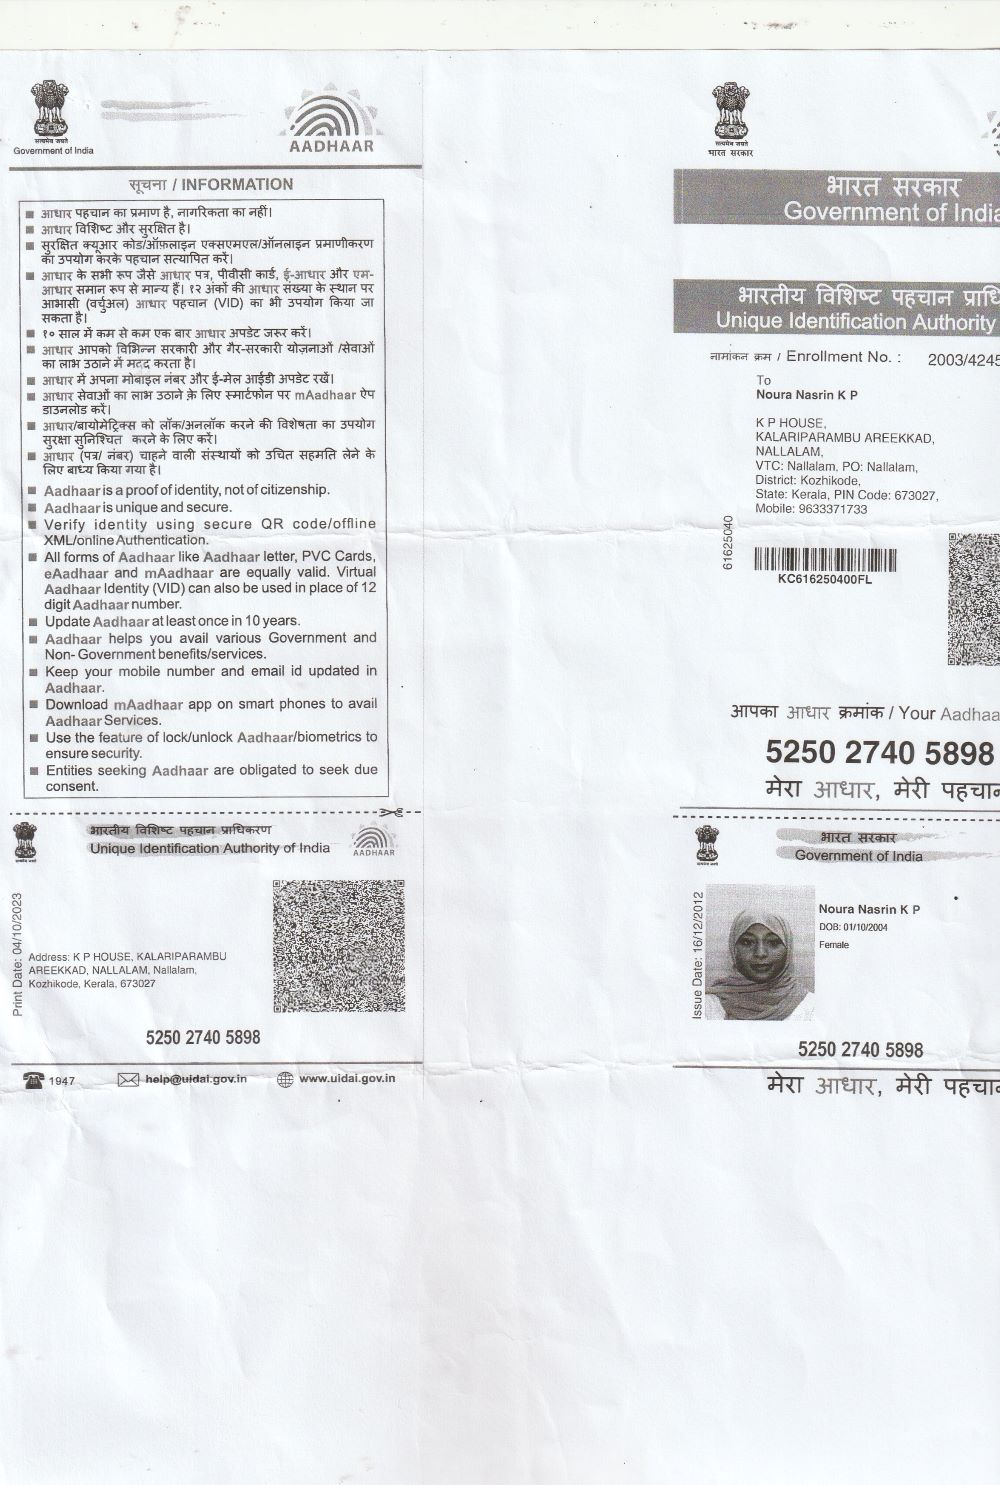 सत्यमेव जयते
Government of India
AADHAAR
सूचना / INFORMATION
आधार पहचान का प्रमाण है, नागरिकता का नहीं।
आधार विशिष्ट और सुरक्षित है।
सुरक्षित क्यूआर कोड/ऑफ़लाइन एक्सएमएल/ऑनलाइन प्रमाणीकरण
का उपयोग करके पहचान सत्यापित करें।
आधार के सभी रूप जैसे आधार पत्र, पीवीसी कार्ड, ई-आधार और एम-
आधार समान रूप से मान्य हैं। १२ अंकों की आधार संख्या के स्थान पर
आभासी (वर्चुअल) आधार पहचान (VID) का भी उपयोग किया जा
सकता है।
१० साल में कम से कम एक बार आधार अपडेट जरूर करें।
आधार आपको विभिन्न सरकारी और गैर-सरकारी योज़नाओं /सेवाओं
का लाभ उठाने में मदद करता है।
आधार में अपना मोबाइल नंबर और ई-मेल आईडी अपडेट रखें।
आधार सेवाओं का लाभ उठाने के लिए स्मार्टफोन पर mAadhaar ऐप
डाउनलोड करें।
आधार/बायोमेट्रिक्स को लॉक/अनलॉक करने की विशेषता का उपयोग
सुरक्षा सुनिश्चित करने के लिए करें।
आधार (पत्र/ नंबर) चाहने वाली संस्थायों को उचित सहमति लेने के
लिए बाध्य किया गया है।
Aadhaar is a proof of identity, not of citizenship.
Aadhaar is unique and secure.
Verify identity using secure QR code/offline
XML/online Authentication.
All forms of Aadhaar like Aadhaar letter, PVC Cards,
eAadhaar and mAadhaar are equally valid. Virtual
Aadhaar Identity (VID) can also be used in place of 12
digit Aadhaar number.
Update Aadhaar at least once in 10 years.
Aadhaar helps you avail various Government and
Non- Government benefits/services.
Keep your mobile number and email id updated in
Aadhaar.
Download mAadhaar app on smart phones to avail
Aadhaar Services.
Use the feature of lock/unlock Aadhaar/biometrics to
ensure security.
Entities seeking Aadhaar are obligated to seek due
consent.
भारतीय विशिष्ट पहचान प्राधिकरण
Unique Identification Authority of India
AADHAAR
Print Date: 04/10/2023
Address: K P HOUSE, KALARIPARAMBU
AREEKKAD, NALLALAM, Nallalam,
Kozhikode, Kerala, 673027
5250 2740 5898
1947
help@uidai.gov.in
www.uidai.gov.in
सत्यमेव जयते
भारत सरकार
भारत सरकार
Government of India
भारतीय विशिष्ट पहचान
Unique Identification Authority
नामांकन क्रम / Enrollment No. : 2003/4245
To
Noura Nasrin K P
K P HOUSE,
KALARIPARAMBU AREEKKAD,
NALLALAM,
VTC: Nallalam, PO: Nallalam,
District: Kozhikode,
State: Kerala, PIN Code: 673027,
Mobile: 9633371733
61625040
KC616250400FL
आपका आधार क्रमांक / Your Aadhaa
5250 2740 5898
मेरा आधार, मेरी पहचान
भारत सरकार
Government of India
Issue Date: 16/12/2012
Noura Nasrin K P
DOB: 01/10/2004
Female
5250 2740 5898
मेरा आधार, मेरी पहचान